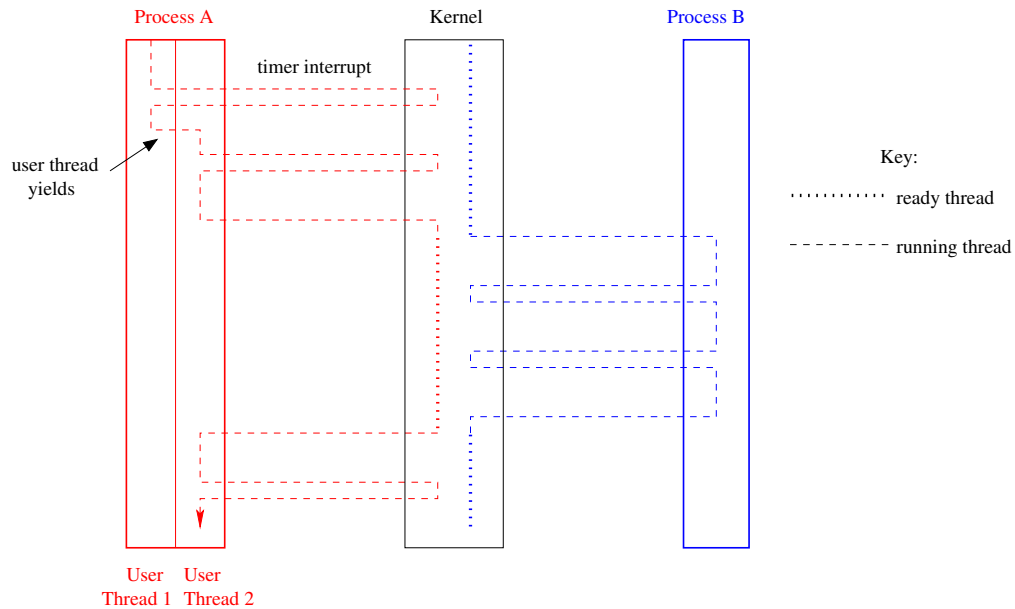 Process A
Kernel
Process B
timer interrupt
user thread
yields
Key:
ready thread
running thread
User
Thread 1
User
Thread 2